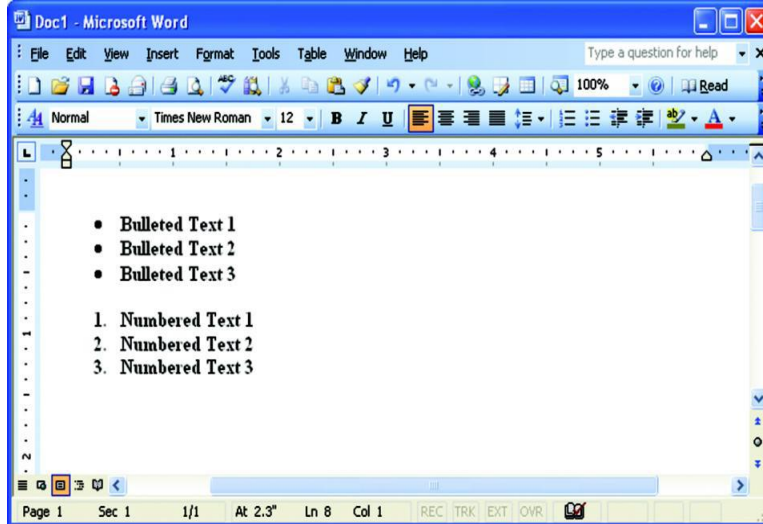 Doc1 - Microsoft Word
File Edit View Insert Format Tools Table Window Help Type a question for help
100% Read
Normal Times New Roman 12 B I U
1 2 3 4 5
• Bulleted Text 1
• Bulleted Text 2
• Bulleted Text 3
1. Numbered Text 1
2. Numbered Text 2
3. Numbered Text 3
1
2
Page 1 Sec 1 1/1 At 2.3" Ln 8 Col 1 REC TRK EXT OVR